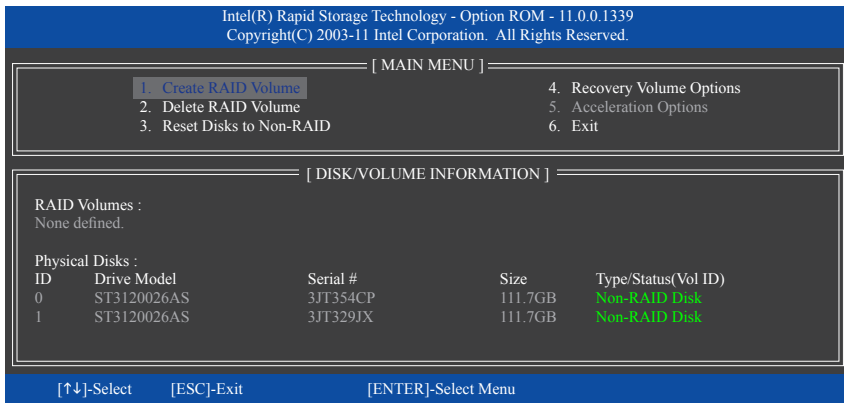 Intel(R) Rapid Storage Technology - Option ROM - 11.0.0.1339
Copyright(C) 2003-11 Intel Corporation. All Rights Reserved.
[ MAIN MENU ]
1. Create RAID Volume 4. Recovery Volume Options
2. Delete RAID Volume 5. Acceleration Options
3. Reset Disks to Non-RAID 6. Exit
[ DISK/VOLUME INFORMATION ]
RAID Volumes :
None defined.
Physical Disks :
ID Drive Model Serial # Size Type/Status(Vol ID)
0 ST3120026AS 3JT354CP 111.7GB Non-RAID Disk
1 ST3120026AS 3JT329JX 111.7GB Non-RAID Disk
[↑↓]-Select [ESC]-Exit [ENTER]-Select Menu